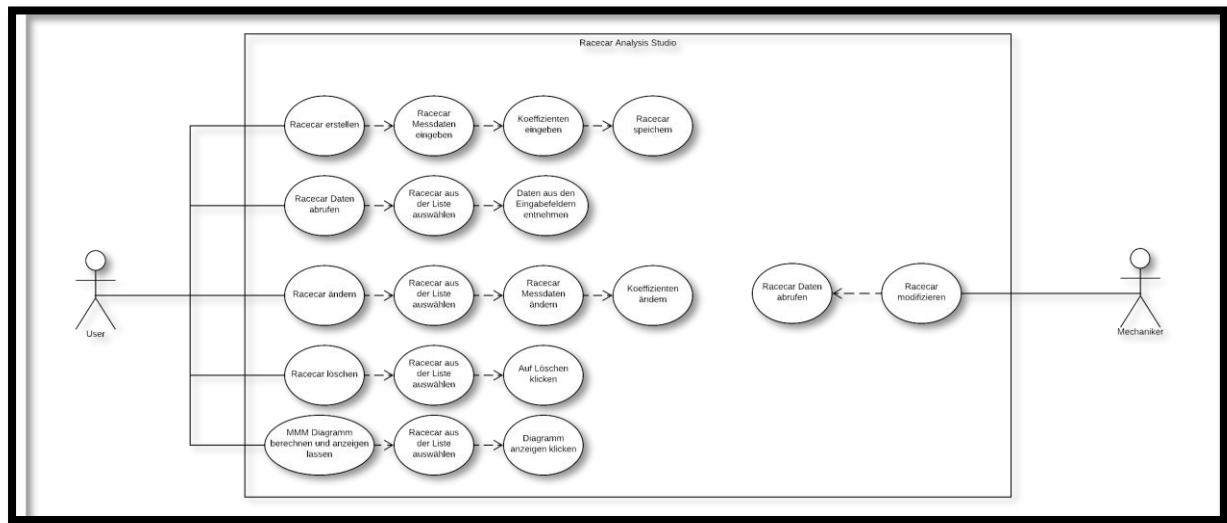 Racecar Analysis Studio
Racecar erstellen
Racecar
Messdaten
eingeben
Koeffizienten
eingeben
Racecar
speichern
Racecar Daten
abrufen
Racecar aus
der Liste
auswählen
Daten aus den
Eingabefeldern
entnehmen
User
Racecar ändern
Racecar aus
der Liste
auswählen
Racecar
Messdaten
ändern
Koeffizienten
ändern
Racecar Daten
abrufen
Racecar
modifizieren
Mechaniker
Racecar löschen
Racecar aus
der Liste
auswählen
Auf Löschen
klicken
MMM Diagramm
berechnen und anzeigen
lassen
Racecar aus
der Liste
auswählen
Diagramm
anzeigen klicken